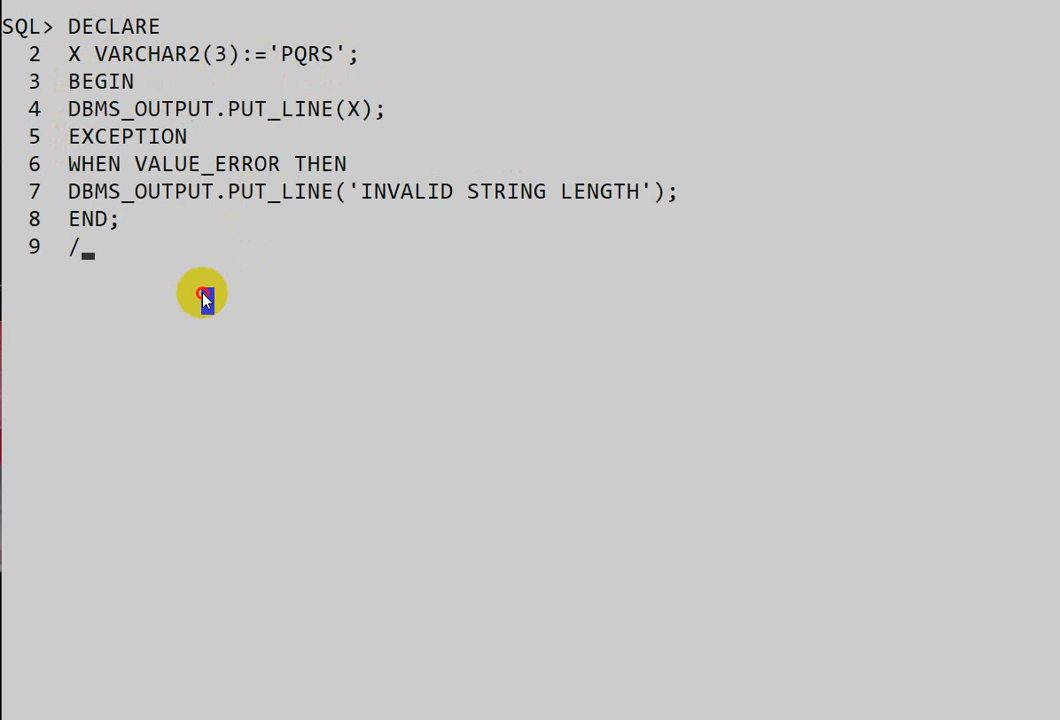 SQL> DECLARE
2 X VARCHAR2(3):='PQRS';
3 BEGIN
4 DBMS_OUTPUT.PUT_LINE(X);
5 EXCEPTION
6 WHEN VALUE_ERROR THEN
7 DBMS_OUTPUT.PUT_LINE('INVALID STRING LENGTH');
8 END;
9 /